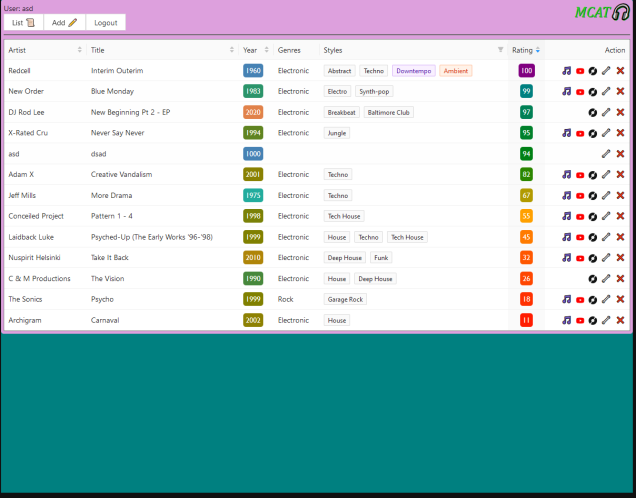 User: asd
List Add Logout
MCAT
Artist Title Year Genres Styles Rating Action
Redcell Interim Outerim 1960 Electronic Abstract Techno Downtempo Ambient 100
New Order Blue Monday 1983 Electronic Electro Synth-pop 99
DJ Rod Lee New Beginning Pt 2 - EP 2020 Electronic Breakbeat Baltimore Club 97
X-Rated Cru Never Say Never 1994 Electronic Jungle 95
asd dsad 1000 94
Adam X Creative Vandalism 2001 Electronic Techno 82
Jeff Mills More Drama 1975 Electronic Techno 67
Conceiled Project Pattern 1 - 4 1998 Electronic Tech House 55
Laidback Luke Psyched-Up (The Early Works '96-'98) 1999 Electronic House Techno Tech House 45
Nuspirit Helsinki Take It Back 2010 Electronic Deep House Funk 32
C & M Productions The Vision 1990 Electronic House Deep House 26
The Sonics Psycho 1999 Rock Garage Rock 18
Archigram Carnaval 2002 Electronic House 11